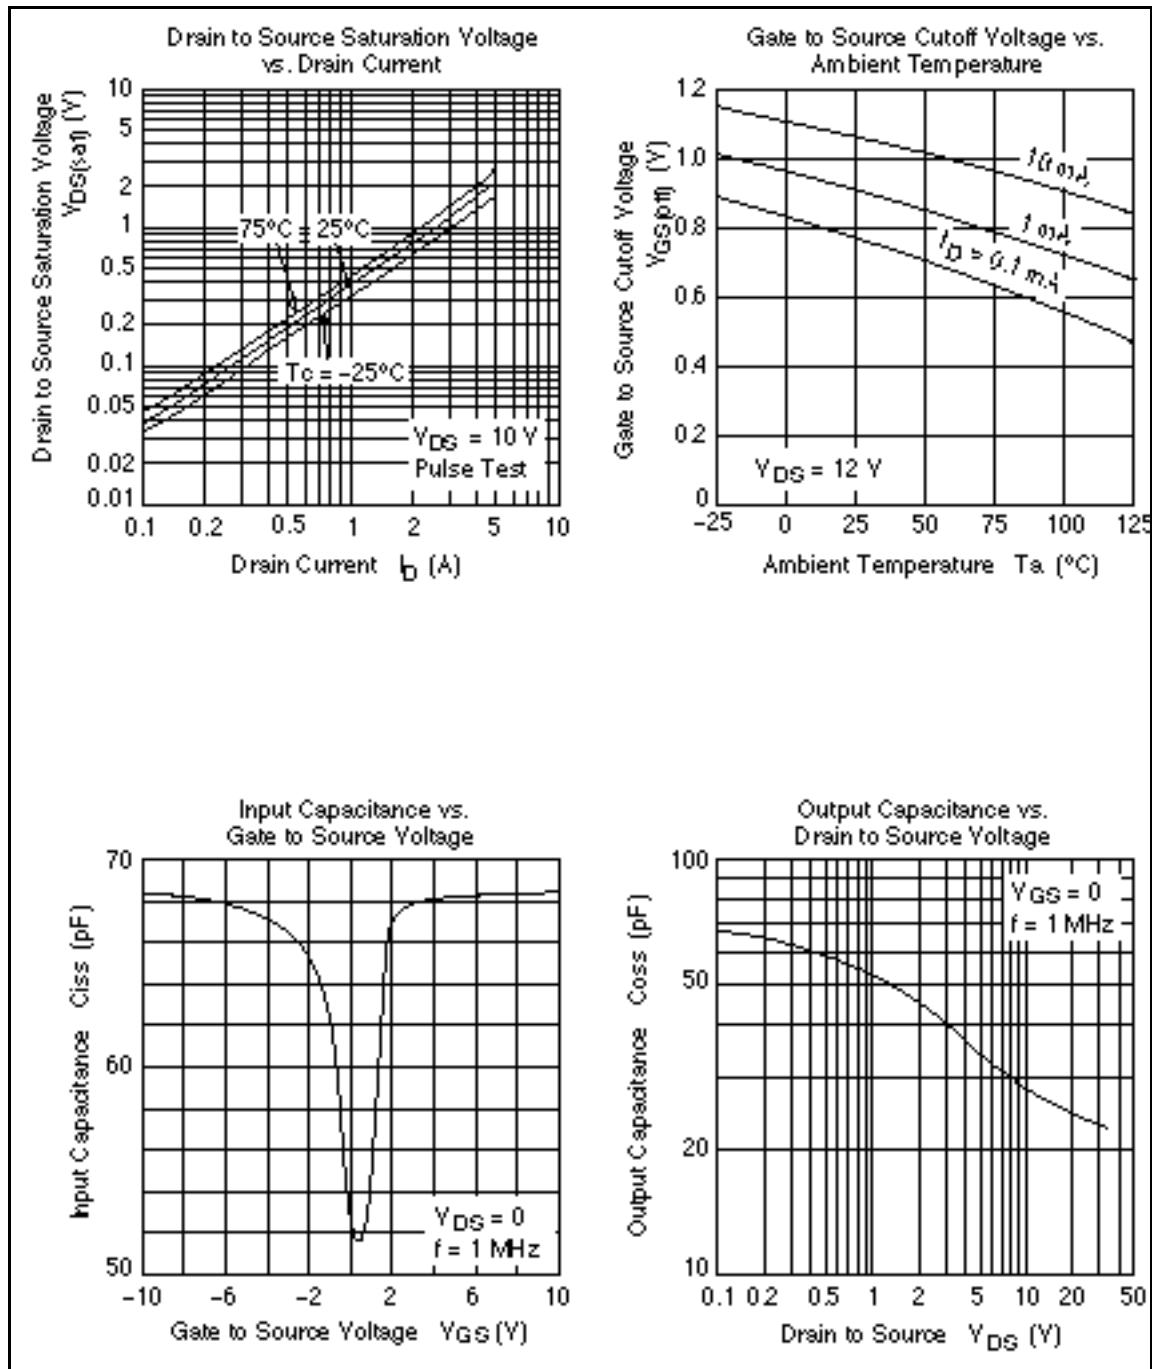 Drain to Source Saturation Voltage
vs. Drain Current
Drain to Source Saturation Voltage
VDS(sat) (V)
10
5
2
1
0.5
0.2
0.1
0.05
0.02
0.01
75°C
25°C
Tc = −25°C
VDS = 10 V
Pulse Test
0.1 0.2 0.5 1 2 5 10
Drain Current ID (A)
Gate to Source Cutoff Voltage vs.
Ambient Temperature
Gate to Source Cutoff Voltage
VGS(off) (V)
1.2
1.0
0.8
0.6
0.4
0.2
0
10 mA
1 mA
ID = 0.1 mA
VDS = 12 V
−25 0 25 50 75 100 125
Ambient Temperature Ta (°C)
Input Capacitance vs.
Gate to Source Voltage
Input Capacitance Ciss (pF)
70
60
50
VDS = 0
f = 1 MHz
−10 −6 −2 2 6 10
Gate to Source Voltage VGS (V)
Output Capacitance vs.
Drain to Source Voltage
Output Capacitance Coss (pF)
100
50
20
10
VGS = 0
f = 1 MHz
0.1 0.2 0.5 1 2 5 10 20 50
Drain to Source VDS (V)